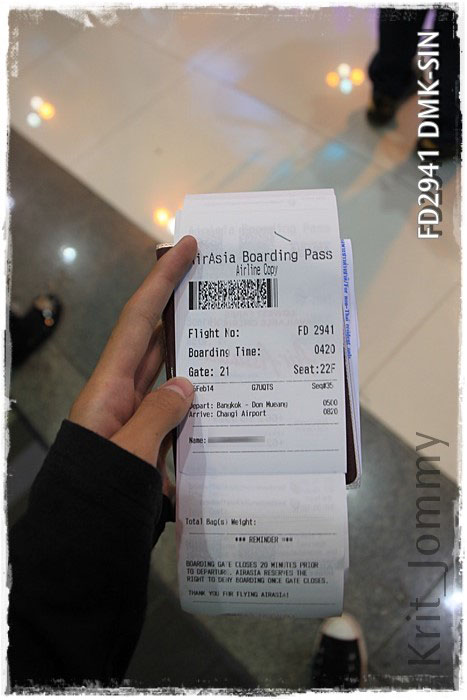 FD2941 DMK-SIN
AirAsia Boarding Pass
Airline Copy
Flight No: FD 2941
Boarding Time: 0420
Gate: 21 Seat:22F
Feb14 G7UQTS Seq#35
Depart: Bangkok - Don Mueang 0500
Arrive: Changi Airport 0820
Name:
Total Bag(s) Weight:
*** REMINDER ***
BOARDING GATE CLOSES 20 MINUTES PRIOR
TO DEPARTURE. AIRASIA RESERVES THE
RIGHT TO DENY BOARDING ONCE GATE CLOSES.
THANK YOU FOR FLYING AIRASIA!
Krit_Jommy